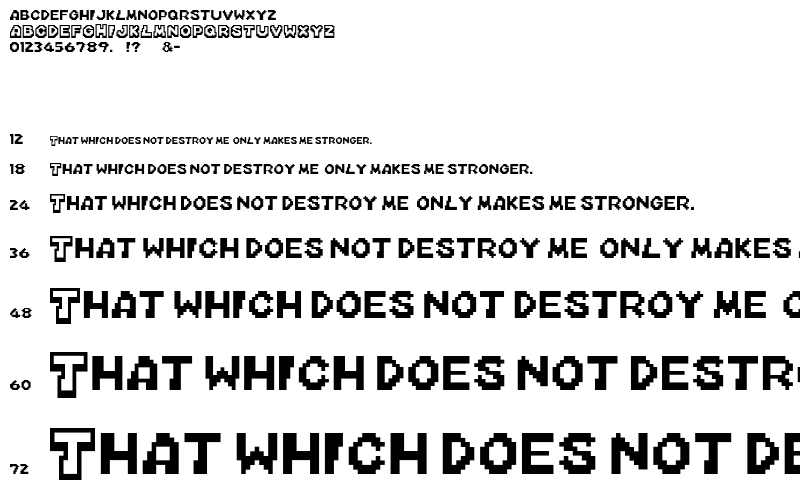 ABCDEFGHIJKLMNOPQRSTUVWXYZ
ABCDEFGHIJKLMNOPQRSTUVWXYZ
0123456789. !? &-
12 THAT WHICH DOES NOT DESTROY ME ONLY MAKES ME STRONGER.
18 THAT WHICH DOES NOT DESTROY ME ONLY MAKES ME STRONGER.
24 THAT WHICH DOES NOT DESTROY ME ONLY MAKES ME STRONGER.
36 THAT WHICH DOES NOT DESTROY ME ONLY MAKES
48 THAT WHICH DOES NOT DESTROY ME
60 THAT WHICH DOES NOT DESTR
72 THAT WHICH DOES NOT DE